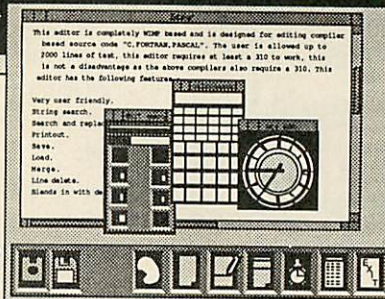 This editor is completely WIMP based and is designed for editing compiler
based source code "C,FORTRAN,PASCAL". The user is allowed up to
2000 lines of text, this editor requires at least a 310 to work, this
is not a disadvantage as the above compilers also require a 310. This
editor has the following features
Very user friendly.
String search.
Search and repla
Printout.
Save.
Load.
Merge.
Line delete.
Blends in with de
EXT